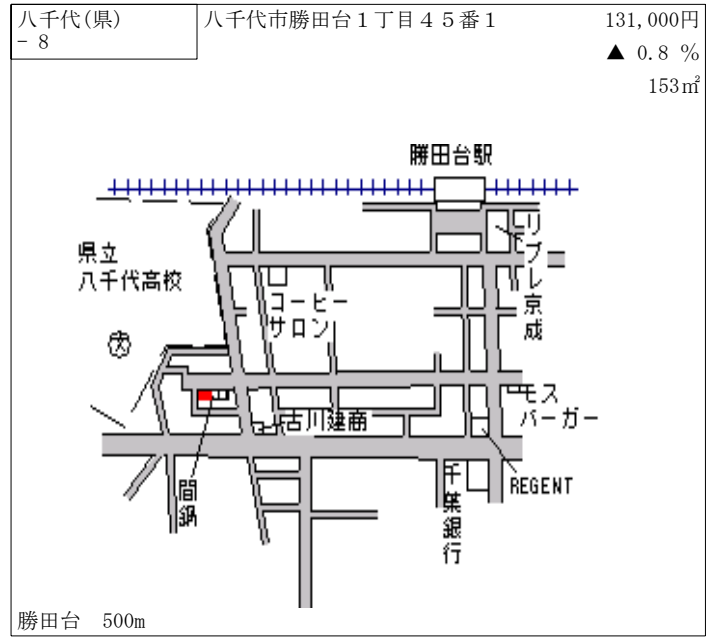 八千代(県)
- 8
八千代市勝田台１丁目４５番１
131,000円
▲ 0.8 %
153㎡
勝田台駅
県立
八千代高校
コーヒー
サロン
リブレ京成
文
モス
バーガー
古川建商
REGENT
間鍋
千葉銀行
勝田台 500m